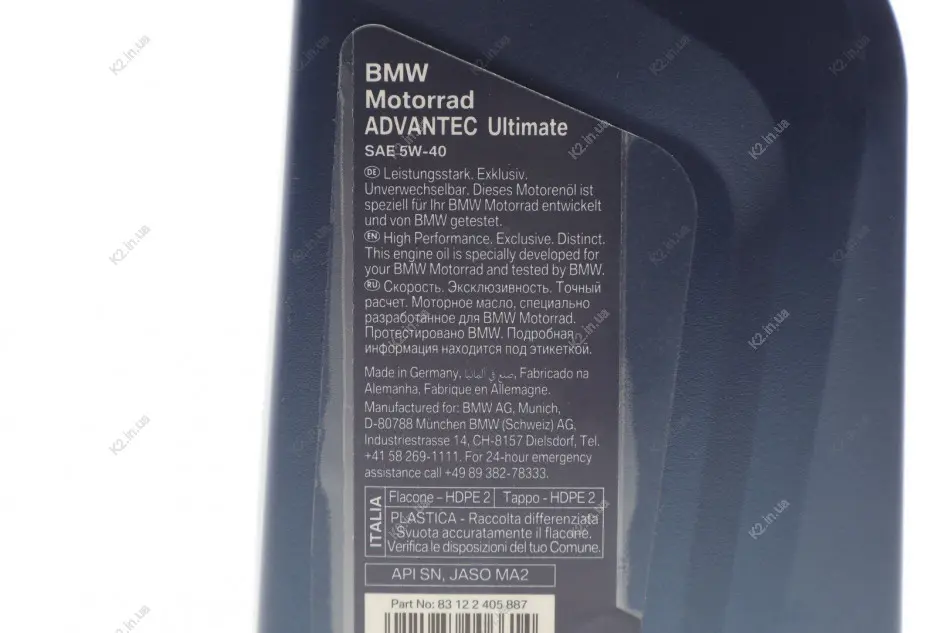 BMW
Motorrad
ADVANTEC Ultimate
SAE 5W-40
DE Leistungsstark. Exklusiv.
Unverwechselbar. Dieses Motorenöl ist
speziell für Ihr BMW Motorrad entwickelt
und von BMW getestet.
EN High Performance. Exclusive. Distinct.
This engine oil is specially developed for
your BMW Motorrad and tested by BMW.
RU Скорость. Эксклюзивность. Точный
расчет. Моторное масло, специально
разработанное для BMW Motorrad.
Протестировано BMW. Подробная
информация находится под этикеткой.
Made in Germany, صنع في ألمانيا, Fabricado na
Alemanha, Fabrique en Allemagne.
Manufactured for: BMW AG, Munich,
D-80788 München BMW (Schweiz) AG,
Industriestrasse 14, CH-8157 Dielsdorf, Tel.
+41 58 269-1111. For 24-hour emergency
assistance call +49 89 382-78333.
ITALIA
Flacone - HDPE 2 Tappo - HDPE 2
PLASTICA - Raccolta differenziata
Svuota accuratamente il flacone.
Verifica le disposizioni del tuo Comune.
API SN, JASO MA2
Part No: 83 12 2 405 887
K2.in.ua